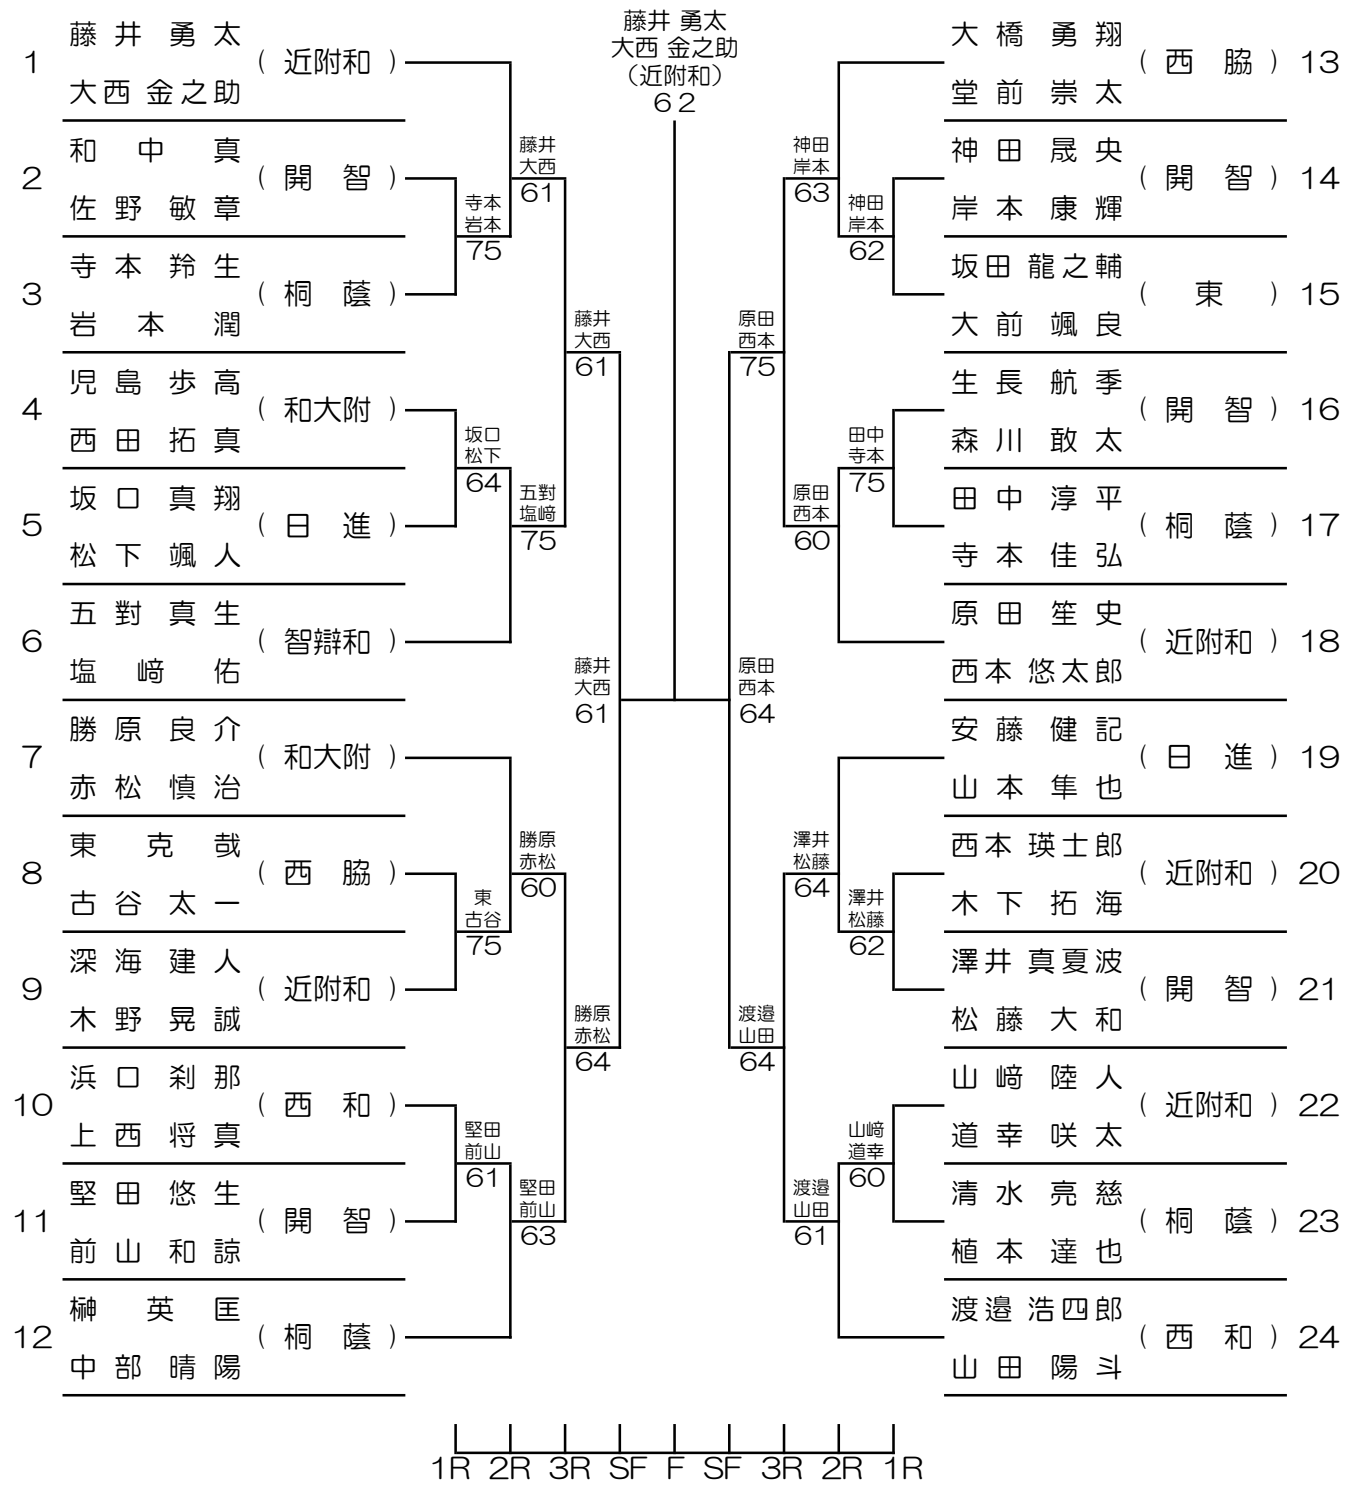 藤井 勇太
大西 金之助
（近附和）
６２
1 藤井 勇太 大西 金之助 （近附和）
2 和中 真 佐野 敏章 （開智）
3 寺本 羚生 岩本 潤 （桐蔭）
4 児島 歩高 西田 拓真 （和大附）
5 坂口 真翔 松下 颯人 （日進）
6 五對 真生 塩﨑 佑 （智辯和）
7 勝原 良介 赤松 慎治 （和大附）
8 東 克哉 古谷 太一 （西脇）
9 深海 建人 木野 晃誠 （近附和）
10 浜口 刹那 上西 将真 （西和）
11 堅田 悠生 前山 和諒 （開智）
12 榊 英匡 中部 晴陽 （桐蔭）
寺本 岩本 75
坂口 松下 64
東 古谷 75
堅田 前山 61
藤井 大西 61
五對 塩﨑 75
勝原 赤松 60
堅田 前山 63
藤井 大西 61
勝原 赤松 64
藤井 大西 61
原田 西本 64
原田 西本 75
渡邉 山田 64
神田 岸本 63
原田 西本 60
澤井 松藤 64
渡邉 山田 61
神田 岸本 62
田中 寺本 75
澤井 松藤 62
山﨑 道幸 60
大橋 勇翔 堂前 崇太 （西脇） 13
神田 晟央 岸本 康輝 （開智） 14
坂田 龍之輔 大前 颯良 （東） 15
生長 航季 森川 敢太 （開智） 16
田中 淳平 寺本 佳弘 （桐蔭） 17
原田 笙史 西本 悠太郎 （近附和） 18
安藤 健記 山本 隼也 （日進） 19
西本 瑛士郎 木下 拓海 （近附和） 20
澤井 真夏波 松藤 大和 （開智） 21
山﨑 陸人 道幸 咲太 （近附和） 22
清水 亮慈 植本 達也 （桐蔭） 23
渡邉 浩四郎 山田 陽斗 （西和） 24
1R 2R 3R SF F SF 3R 2R 1R